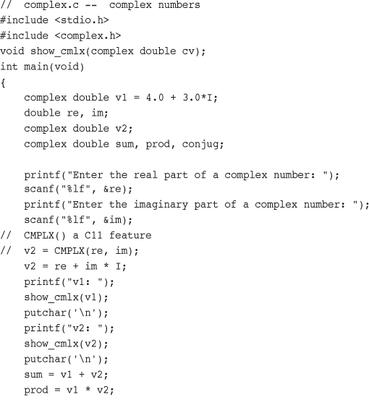 //  complex.c --  complex numbers
#include <stdio.h>
#include <complex.h>
void show_cmlx(complex double cv);
int main(void)
{
    complex double v1 = 4.0 + 3.0*I;
    double re, im;
    complex double v2;
    complex double sum, prod, conjug;

    printf("Enter the real part of a complex number: ");
    scanf("%lf", &re);
    printf("Enter the imaginary part of a complex number: ");
    scanf("%lf", &im);
//  CMPLX() a C11 feature
//  v2 = CMPLX(re, im);
    v2 = re + im * I;
    printf("v1: ");
    show_cmlx(v1);
    putchar('\n');
    printf("v2: ");
    show_cmlx(v2);
    putchar('\n');
    sum = v1 + v2;
    prod = v1 * v2;